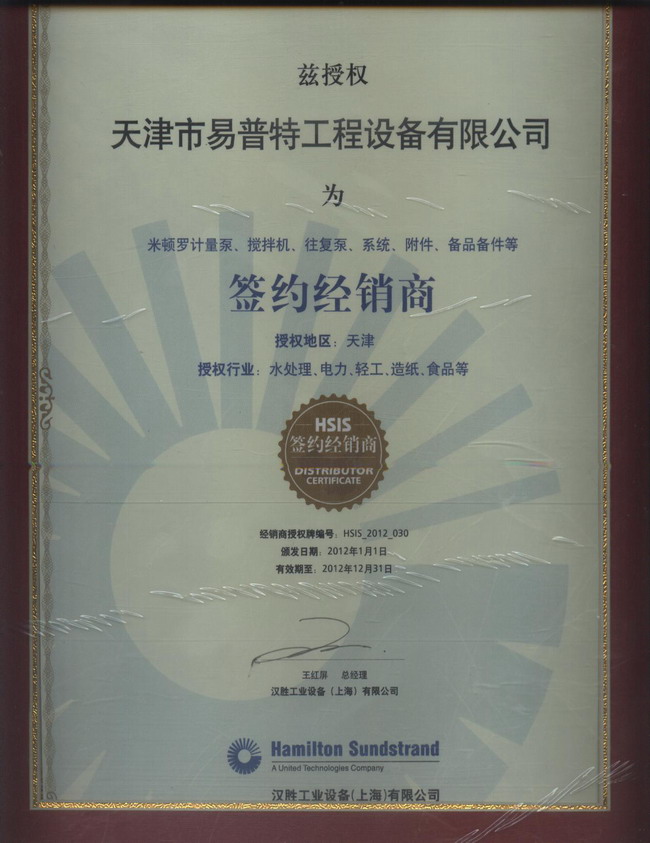 兹授权
天津市易普特工程设备有限公司
为
米顿罗计量泵、搅拌机、往复泵、系统、附件、备品备件等
签约经销商
授权地区：天津
授权行业：水处理、电力、轻工、造纸、食品等
HSIS
签约经销商
DISTRIBUTOR
CERTIFICATE
经销商授权牌编号：HSIS_2012_030
颁发日期：2012年1月1日
有效期至：2012年12月31日
王红屏 总经理
汉胜工业设备（上海）有限公司
Hamilton Sundstrand
A United Technologies Company
汉胜工业设备(上海)有限公司